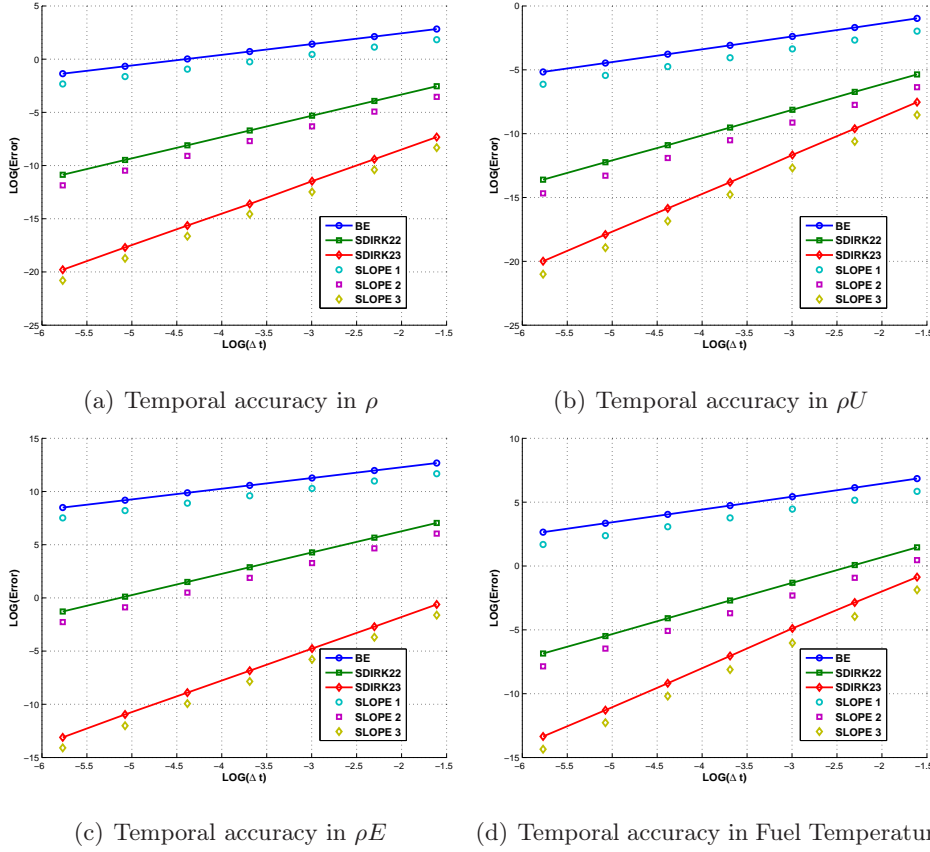 5
0
−5
−10
−15
−20
−25
LOG(Error)
−6 −5.5 −5 −4.5 −4 −3.5 −3 −2.5 −2 −1.5
LOG(Δ t)
BE
SDIRK22
SDIRK23
SLOPE 1
SLOPE 2
SLOPE 3
(a) Temporal accuracy in ρ
0
−5
−10
−15
−20
−25
LOG(Error)
−6 −5.5 −5 −4.5 −4 −3.5 −3 −2.5 −2 −1.5
LOG(Δ t)
BE
SDIRK22
SDIRK23
SLOPE 1
SLOPE 2
SLOPE 3
(b) Temporal accuracy in ρU
15
10
5
0
−5
−10
−15
LOG(Error)
−6 −5.5 −5 −4.5 −4 −3.5 −3 −2.5 −2 −1.5
LOG(Δ t)
BE
SDIRK22
SDIRK23
SLOPE 1
SLOPE 2
SLOPE 3
(c) Temporal accuracy in ρE
10
5
0
−5
−10
−15
LOG(Error)
−6 −5.5 −5 −4.5 −4 −3.5 −3 −2.5 −2 −1.5
LOG(Δ t)
BE
SDIRK22
SDIRK23
SLOPE 1
SLOPE 2
SLOPE 3
(d) Temporal accuracy in Fuel Temperatur